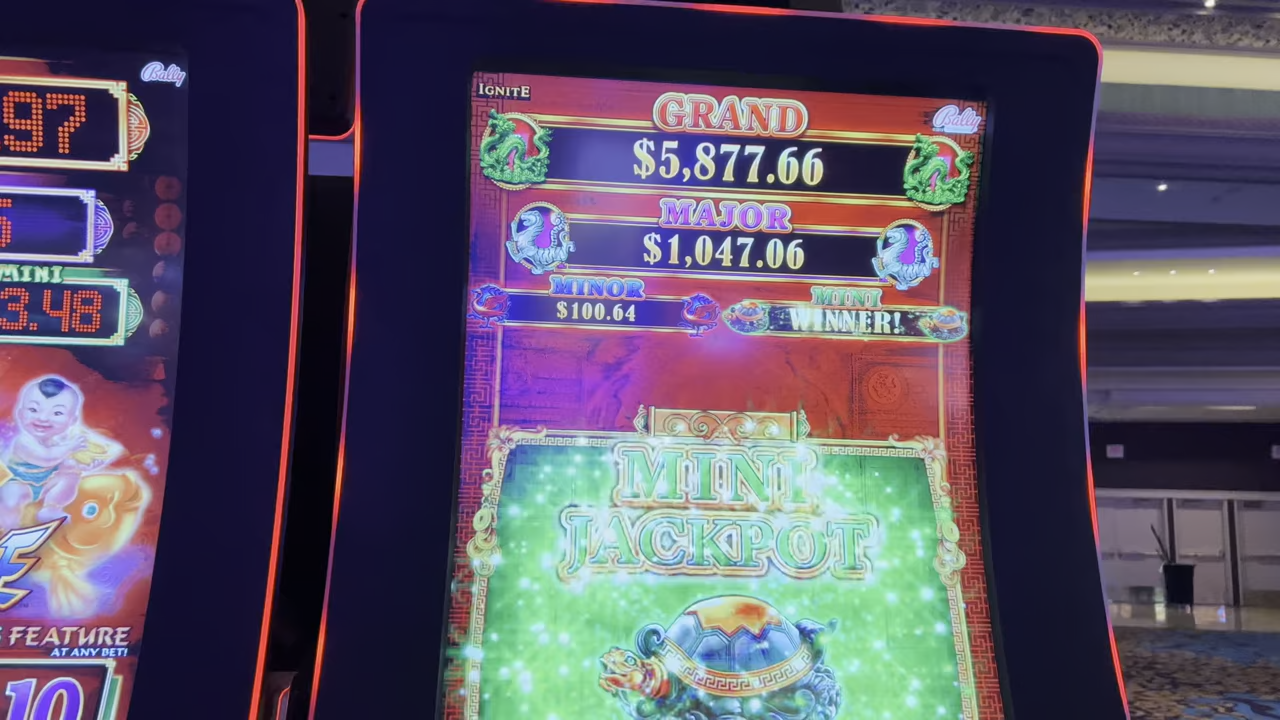 Bally
97
MINI
3.48
FEATURE
AT ANY BET!
10
IGNITE
GRAND
Bally
$5,877.66
MAJOR
$1,047.06
MINOR
MINI
$100.64
WINNER!
MINI
JACKPOT